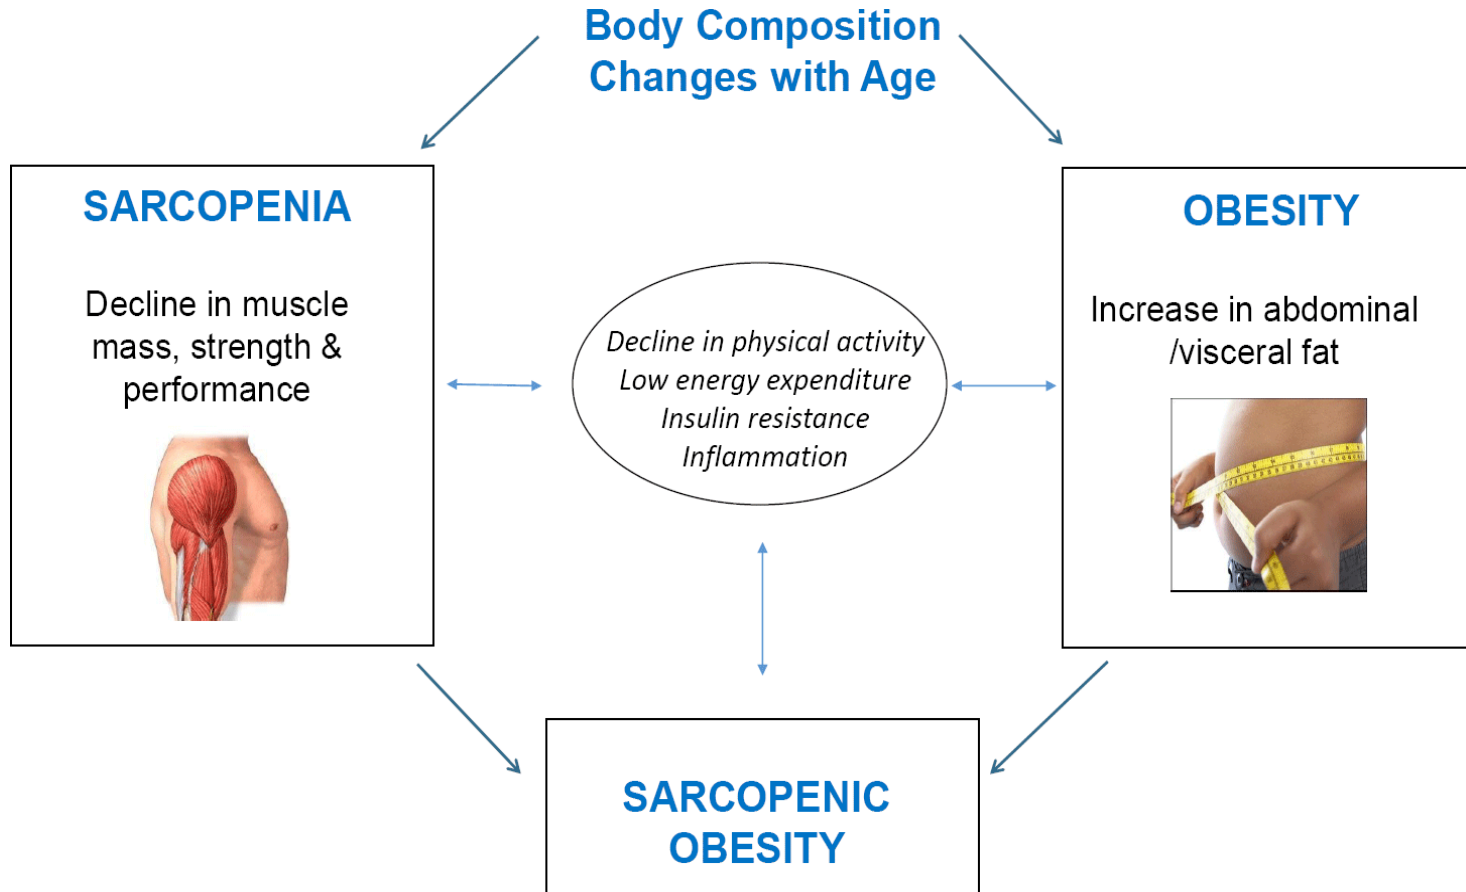 Body Composition
Changes with Age
SARCOPENIA
Decline in muscle
mass, strength &
performance
Decline in physical activity
Low energy expenditure
Insulin resistance
Inflammation
OBESITY
Increase in abdominal
/visceral fat
SARCOPENIC
OBESITY